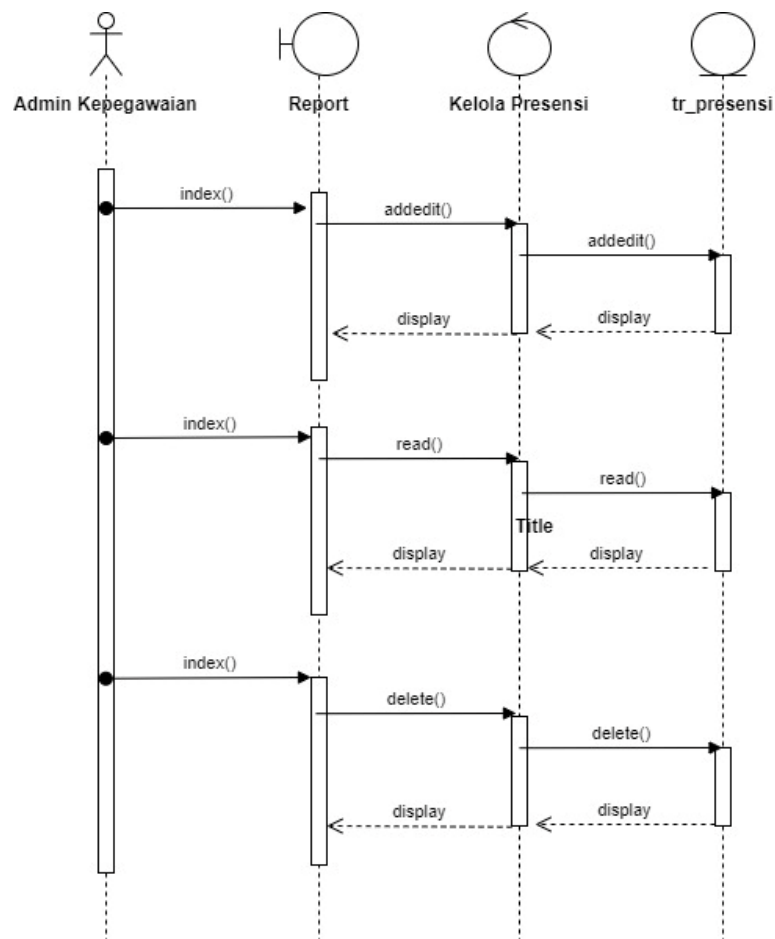 Admin Kepegawaian
Report
Kelola Presensi
tr_presensi
index()
addedit()
addedit()
display
display
index()
read()
read()
Title
display
display
index()
delete()
delete()
display
display